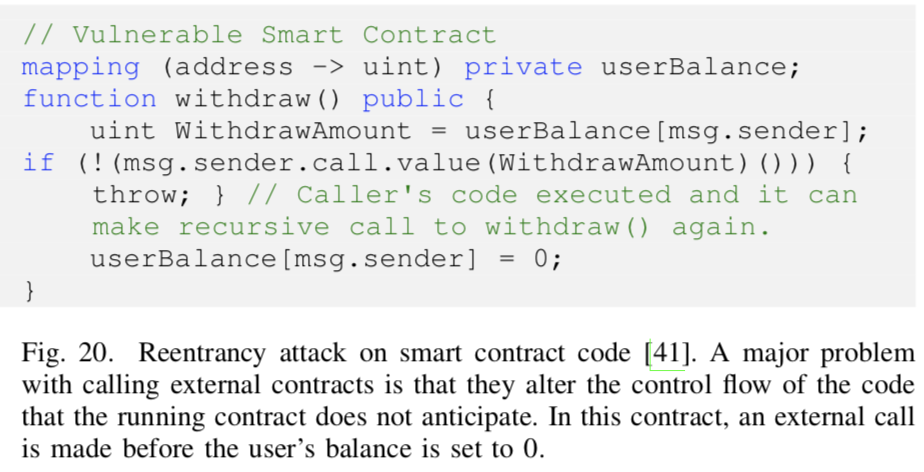 // Vulnerable Smart Contract
mapping (address -> uint) private userBalance;
function withdraw() public {
uint WithdrawAmount = userBalance[msg.sender];
if (!(msg.sender.call.value(WithdrawAmount)())) {
throw; } // Caller's code executed and it can
make recursive call to withdraw() again.
userBalance[msg.sender] = 0;
}
Fig. 20. Reentrancy attack on smart contract code [41]. A major problem
with calling external contracts is that they alter the control flow of the code
that the running contract does not anticipate. In this contract, an external call
is made before the user's balance is set to 0.